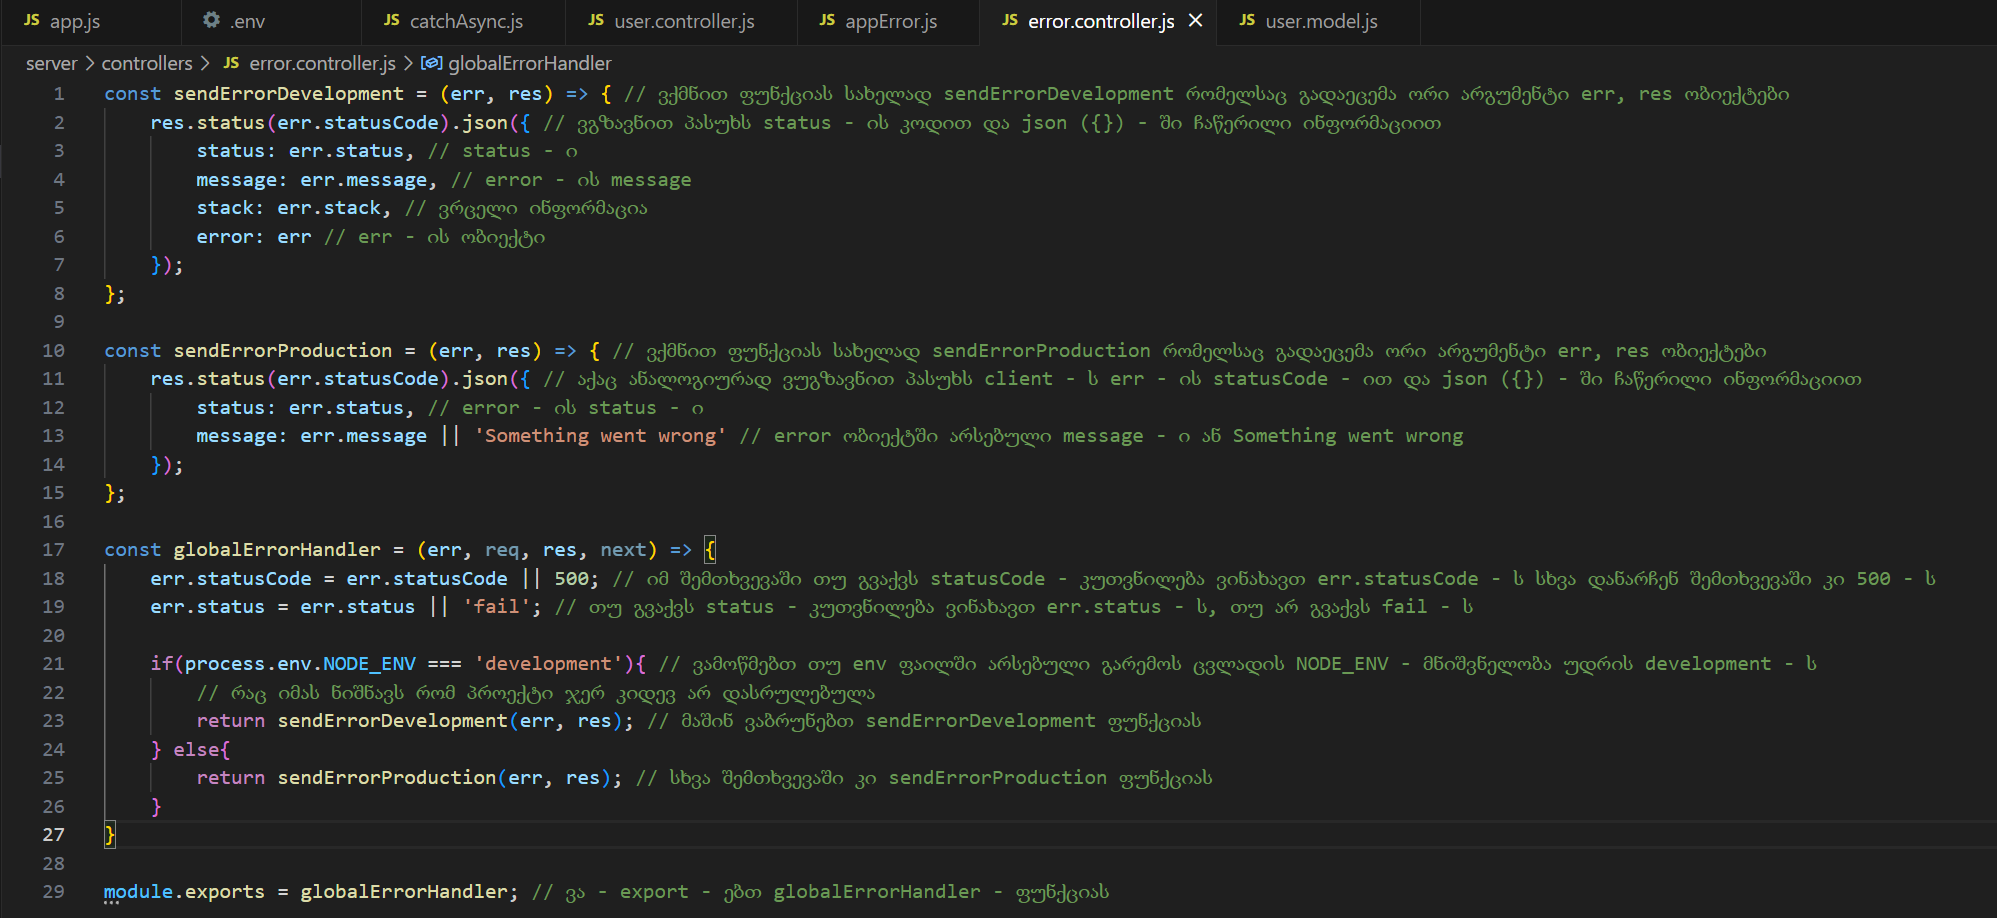 JS app.js .env JS catchAsync.js JS user.controller.js JS appError.js JS error.controller.js JS user.model.js
server > controllers > JS error.controller.js > globalErrorHandler
1 const sendErrorDevelopment = (err, res) => { // ვქმნით ფუნქციას სახელად sendErrorDevelopment რომელსაც გადაეცემა ორი არგუმენტი err, res ობიექტები
2 res.status(err.statusCode).json({ // ვგზავნით პასუხს status - ის კოდით და json ({}) - ში ჩაწერილი ინფორმაციით
3 status: err.status, // status - ი
4 message: err.message, // error - ის message
5 stack: err.stack, // ვრცელი ინფორმაცია
6 error: err // err - ის ობიექტი
7 });
8 };
9
10 const sendErrorProduction = (err, res) => { // ვქმნით ფუნქციას სახელად sendErrorProduction რომელსაც გადაეცემა ორი არგუმენტი err, res ობიექტები
11 res.status(err.statusCode).json({ // აქაც ანალოგიურად ვუგზავნით პასუხს client - ს err - ის statusCode - ით და json ({}) - ში ჩაწერილი ინფორმაციით
12 status: err.status, // error - ის status - ი
13 message: err.message || 'Something went wrong' // error ობიექტში არსებული message - ი ან Something went wrong
14 });
15 };
16
17 const globalErrorHandler = (err, req, res, next) => {
18 err.statusCode = err.statusCode || 500; // იმ შემთხვევაში თუ გვაქვს statusCode - კუთვნილება ვინახავთ err.statusCode - ს სხვა დანარჩენ შემთხვევაში კი 500 - ს
19 err.status = err.status || 'fail'; // თუ გვაქვს status - კუთვნილება ვინახავთ err.status - ს, თუ არ გვაქვს fail - ს
20
21 if(process.env.NODE_ENV === 'development'){ // ვამოწმებთ თუ env ფაილში არსებული გარემოს ცვლადის NODE_ENV - მნიშვნელობა უდრის development - ს
22 // რაც იმას ნიშნავს რომ პროექტი ჯერ კიდევ არ დასრულებულა
23 return sendErrorDevelopment(err, res); // მაშინ ვაბრუნებთ sendErrorDevelopment ფუნქციას
24 } else{
25 return sendErrorProduction(err, res); // სხვა შემთხვევაში კი sendErrorProduction ფუნქციას
26 }
27 }
28
29 module.exports = globalErrorHandler; // ვა - export - ებთ globalErrorHandler - ფუნქციას